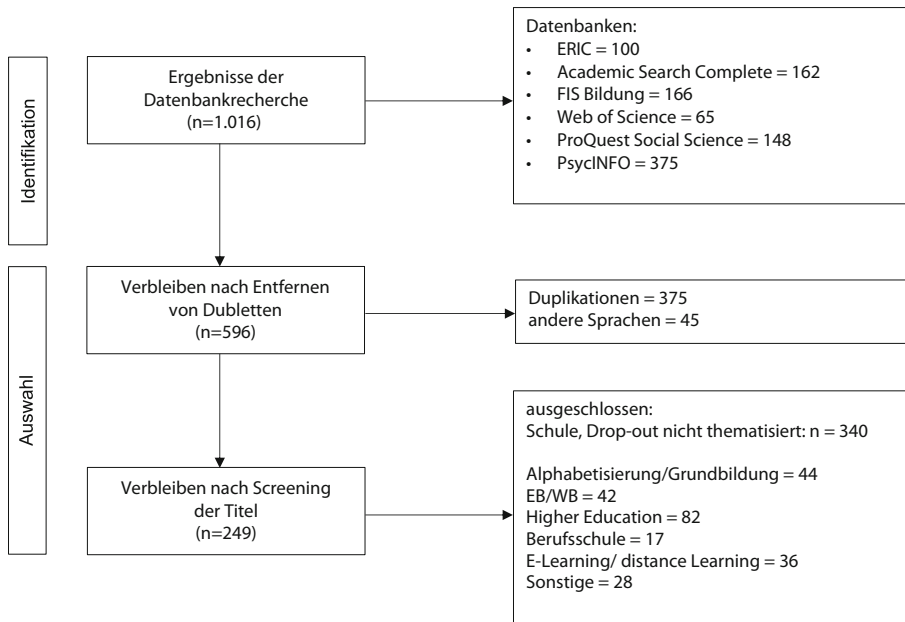 Identifikation
Ergebnisse der
Datenbankrecherche
(n=1.016)
Datenbanken:
• ERIC = 100
• Academic Search Complete = 162
• FIS Bildung = 166
• Web of Science = 65
• ProQuest Social Science = 148
• PsycINFO = 375
Auswahl
Verbleiben nach Entfernen
von Dubletten
(n=596)
Duplikationen = 375
andere Sprachen = 45
Verbleiben nach Screening
der Titel
(n=249)
ausgeschlossen:
Schule, Drop-out nicht thematisiert: n = 340
Alphabetisierung/Grundbildung = 44
EB/WB = 42
Higher Education = 82
Berufsschule = 17
E-Learning/ distance Learning = 36
Sonstige = 28